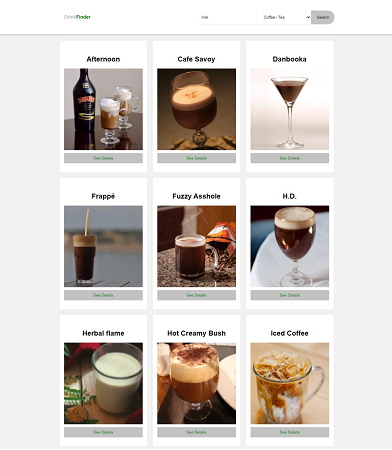 DrinkFinder milk Coffee / Tea Search
Afternoon Cafe Savoy Danbooka
See Details See Details See Details
Frappé Fuzzy Asshole H.D.
See Details See Details See Details
Herbal flame Hot Creamy Bush Iced Coffee
See Details See Details See Details